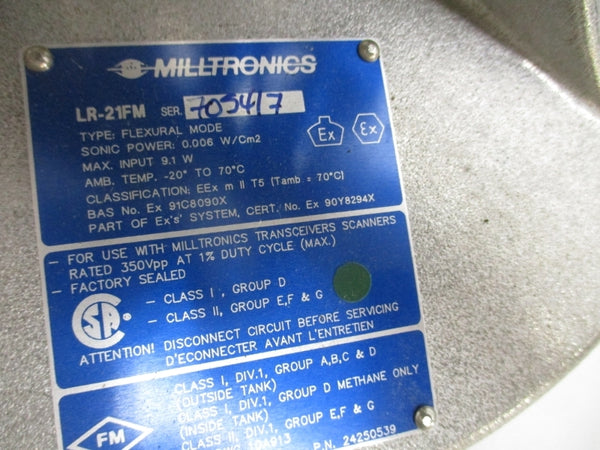 MILLTRONICS
LR-21FM SER. 705417
TYPE: FLEXURAL MODE
SONIC POWER: 0.006 W/Cm2
MAX. INPUT 9.1 W
AMB. TEMP. -20° TO 70°C
CLASSIFICATION: EEx m II T5 (Tamb = 70°C)
BAS No. Ex 91C8090X
PART OF Ex's' SYSTEM, CERT. No. Ex 90Y8294X
Ex
εx
- FOR USE WITH MILLTRONICS TRANSCEIVERS SCANNERS
RATED 350Vpp AT 1% DUTY CYCLE (MAX.)
- FACTORY SEALED
SA
- CLASS I, GROUP D
- CLASS II, GROUP E,F & G
ATTENTION! DISCONNECT CIRCUIT BEFORE SERVICING
D'ECONNECTER AVANT L'ENTRETIEN
FM
CLASS I, DIV.1, GROUP A,B,C & D
(OUTSIDE TANK)
CLASS I, DIV.1, GROUP D METHANE ONLY
(INSIDE TANK)
CLASS II, DIV.1, GROUP E,F & G
P.N. 24250539